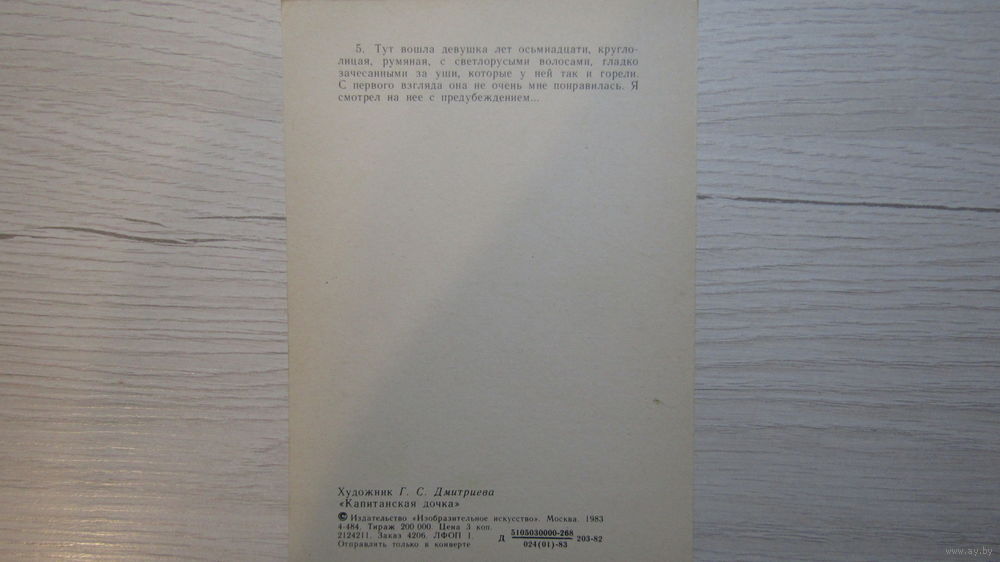 5. Тут вошла девушка лет осьмнадцати, кругло-
лицая, румяная, с светлорусыми волосами, гладко
зачесанными за уши, которые у ней так и горели.
С первого взгляда она не очень мне понравилась. Я
смотрел на нее с предубеждением...
Художник Г. С. Дмитриева
«Капитанская дочка»
© Издательство «Изобразительное искусство». Москва. 1983
4-484. Тираж 200 000. Цена 3 коп.
2124211. Заказ 4206. ЛФОП 1.
Отправлять только в конверте
Д 5105030000-268 203-82
024(01)-83
www.ay.by